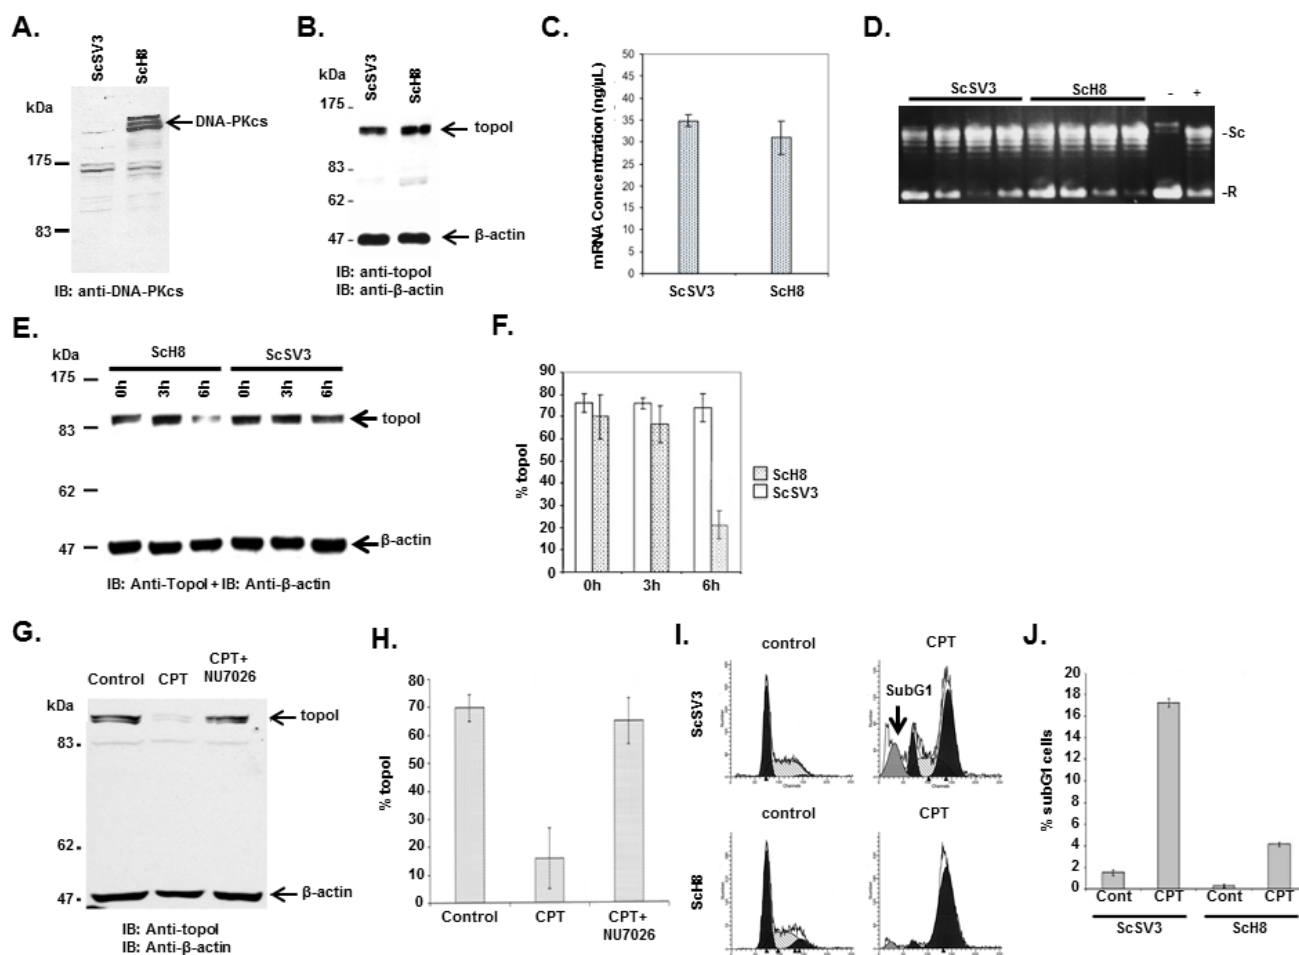 A.
ScSV3
ScH8
kDa
DNA-PKcs
175
83
IB: anti-DNA-PKcs
B.
kDa
ScSV3
ScH8
175-
topoI
83-
62-
47-
β-actin
IB: anti-topoI
IB: anti-β-actin
C.
mRNA Concentration (ng/µL)
50
45
40
35
30
25
20
15
10
5
0
ScSV3
ScH8
D.
ScSV3
ScH8
-
+
-Sc
-R
E.
kDa
ScH8
ScSV3
0h
3h
6h
0h
3h
6h
175
83
topoI
62
47
β-actin
IB: Anti-TopoI + IB: Anti-β-actin
F.
% topoI
90
80
70
60
50
40
30
20
10
0
0h
3h
6h
ScH8
ScSV3
G.
Control
CPT
CPT+
NU7026
kDa
topoI
83-
62-
47-
β-actin
IB: Anti-topoI
IB: Anti-β-actin
H.
% topoI
80
70
60
50
40
30
20
10
0
Control
CPT
CPT+
NU7026
I.
control
CPT
ScSV3
SubG1
Channels
Channels
control
CPT
ScH8
J.
% subG1 cells
20
18
16
14
12
10
8
6
4
2
0
Cont
CPT
Cont
CPT
ScSV3
ScH8